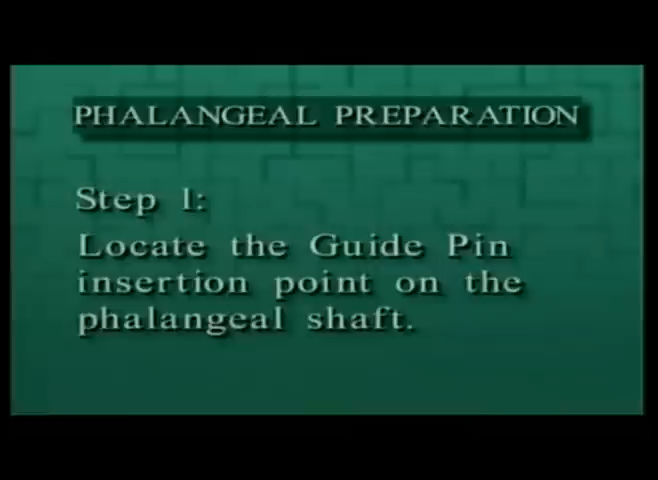 PHALANGEAL PREPARATION
Step 1:
Locate the Guide Pin
insertion point on the
phalangeal shaft.